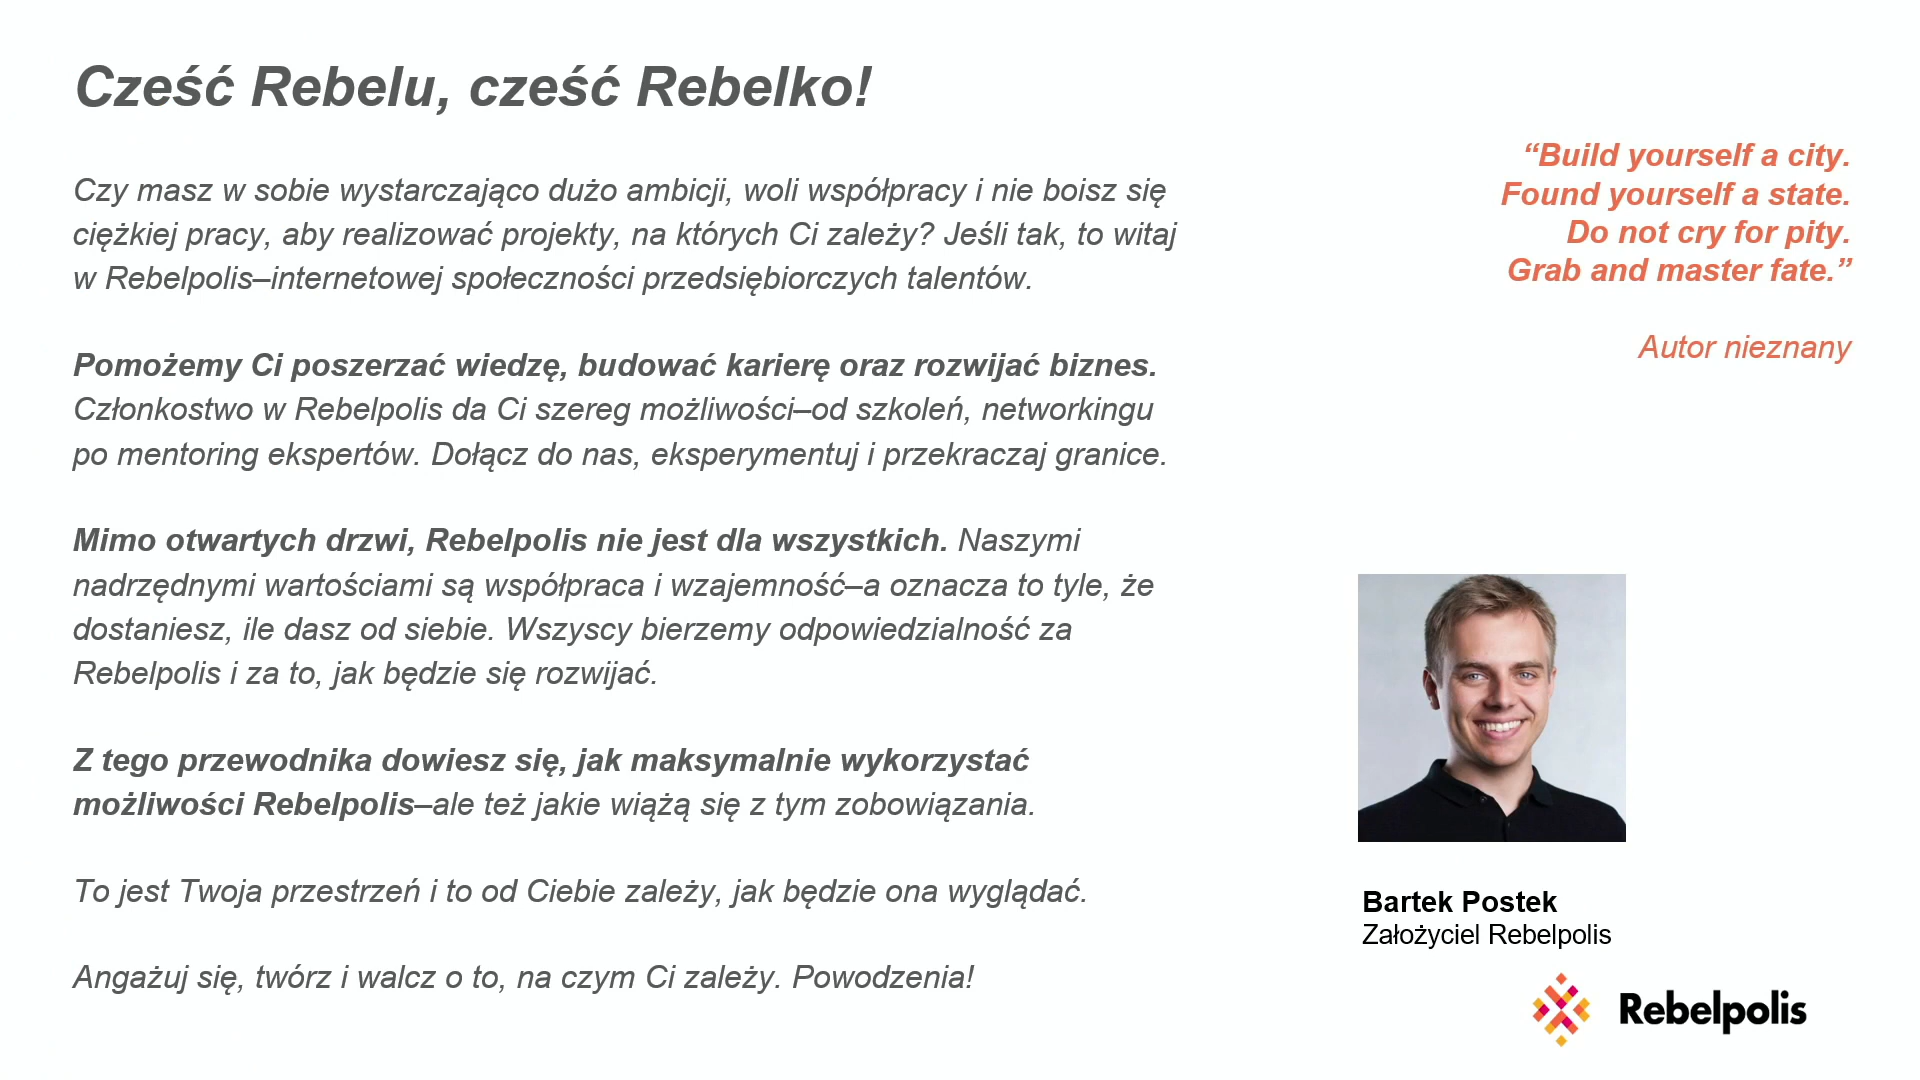 Cześć Rebelu, cześć Rebelko!
Czy masz w sobie wystarczająco dużo ambicji, woli współpracy i nie boisz się
ciężkiej pracy, aby realizować projekty, na których Ci zależy? Jeśli tak, to witaj
w Rebelpolis–internetowej społeczności przedsiębiorczych talentów.
Pomożemy Ci poszerzać wiedzę, budować karierę oraz rozwijać biznes.
Członkostwo w Rebelpolis da Ci szereg możliwości–od szkoleń, networkingu
po mentoring ekspertów. Dołącz do nas, eksperymentuj i przekraczaj granice.
Mimo otwartych drzwi, Rebelpolis nie jest dla wszystkich. Naszymi
nadrzędnymi wartościami są współpraca i wzajemność–a oznacza to tyle, że
dostaniesz, ile dasz od siebie. Wszyscy bierzemy odpowiedzialność za
Rebelpolis i za to, jak będzie się rozwijać.
Z tego przewodnika dowiesz się, jak maksymalnie wykorzystać
możliwości Rebelpolis–ale też jakie wiążą się z tym zobowiązania.
To jest Twoja przestrzeń i to od Ciebie zależy, jak będzie ona wyglądać.
Angażuj się, twórz i walcz o to, na czym Ci zależy. Powodzenia!
“Build yourself a city.
Found yourself a state.
Do not cry for pity.
Grab and master fate.”
Autor nieznany
Bartek Postek
Założyciel Rebelpolis
Rebelpolis